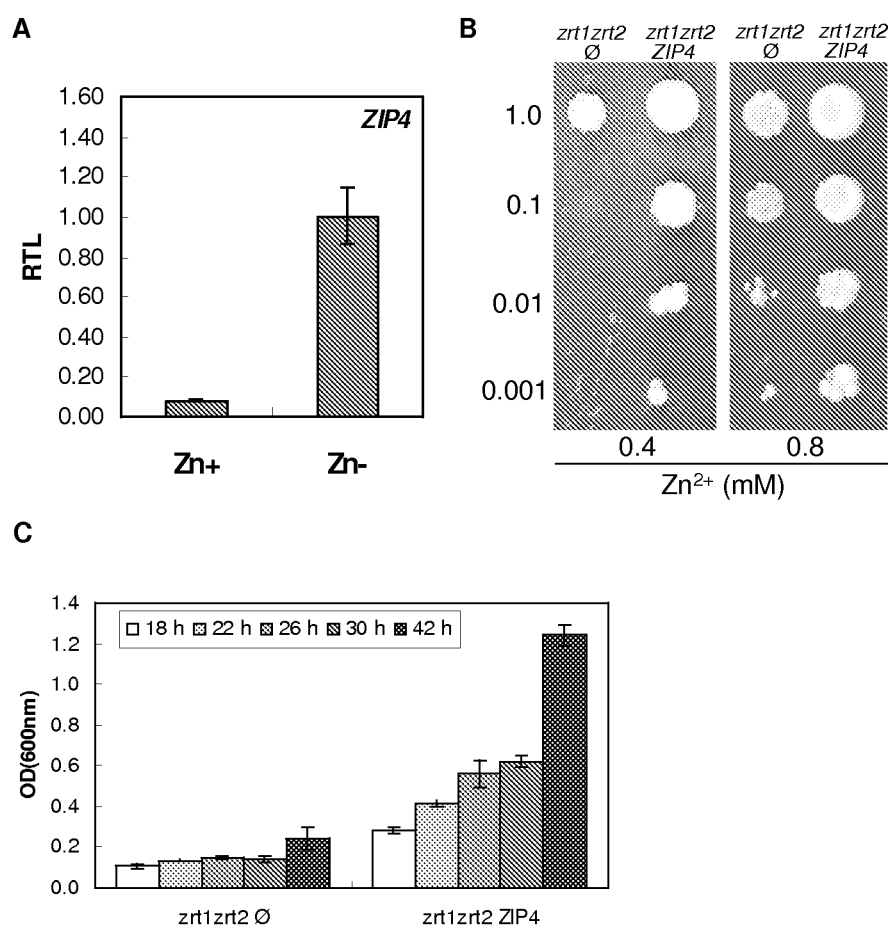 A
ZIP4
1.60
1.40
1.20
1.00
0.80
0.60
0.40
0.20
0.00
RTL
Zn+ Zn-
B
zrt1zrt2 zrt1zrt2 zrt1zrt2 zrt1zrt2
Ø ZIP4 Ø ZIP4
1.0
0.1
0.01
0.001
0.4 0.8
Zn²⁺ (mM)
C
1.4
1.2
1.0
0.8
0.6
0.4
0.2
0.0
OD(600nm)
18 h 22 h 26 h 30 h 42 h
zrt1zrt2 Ø zrt1zrt2 ZIP4